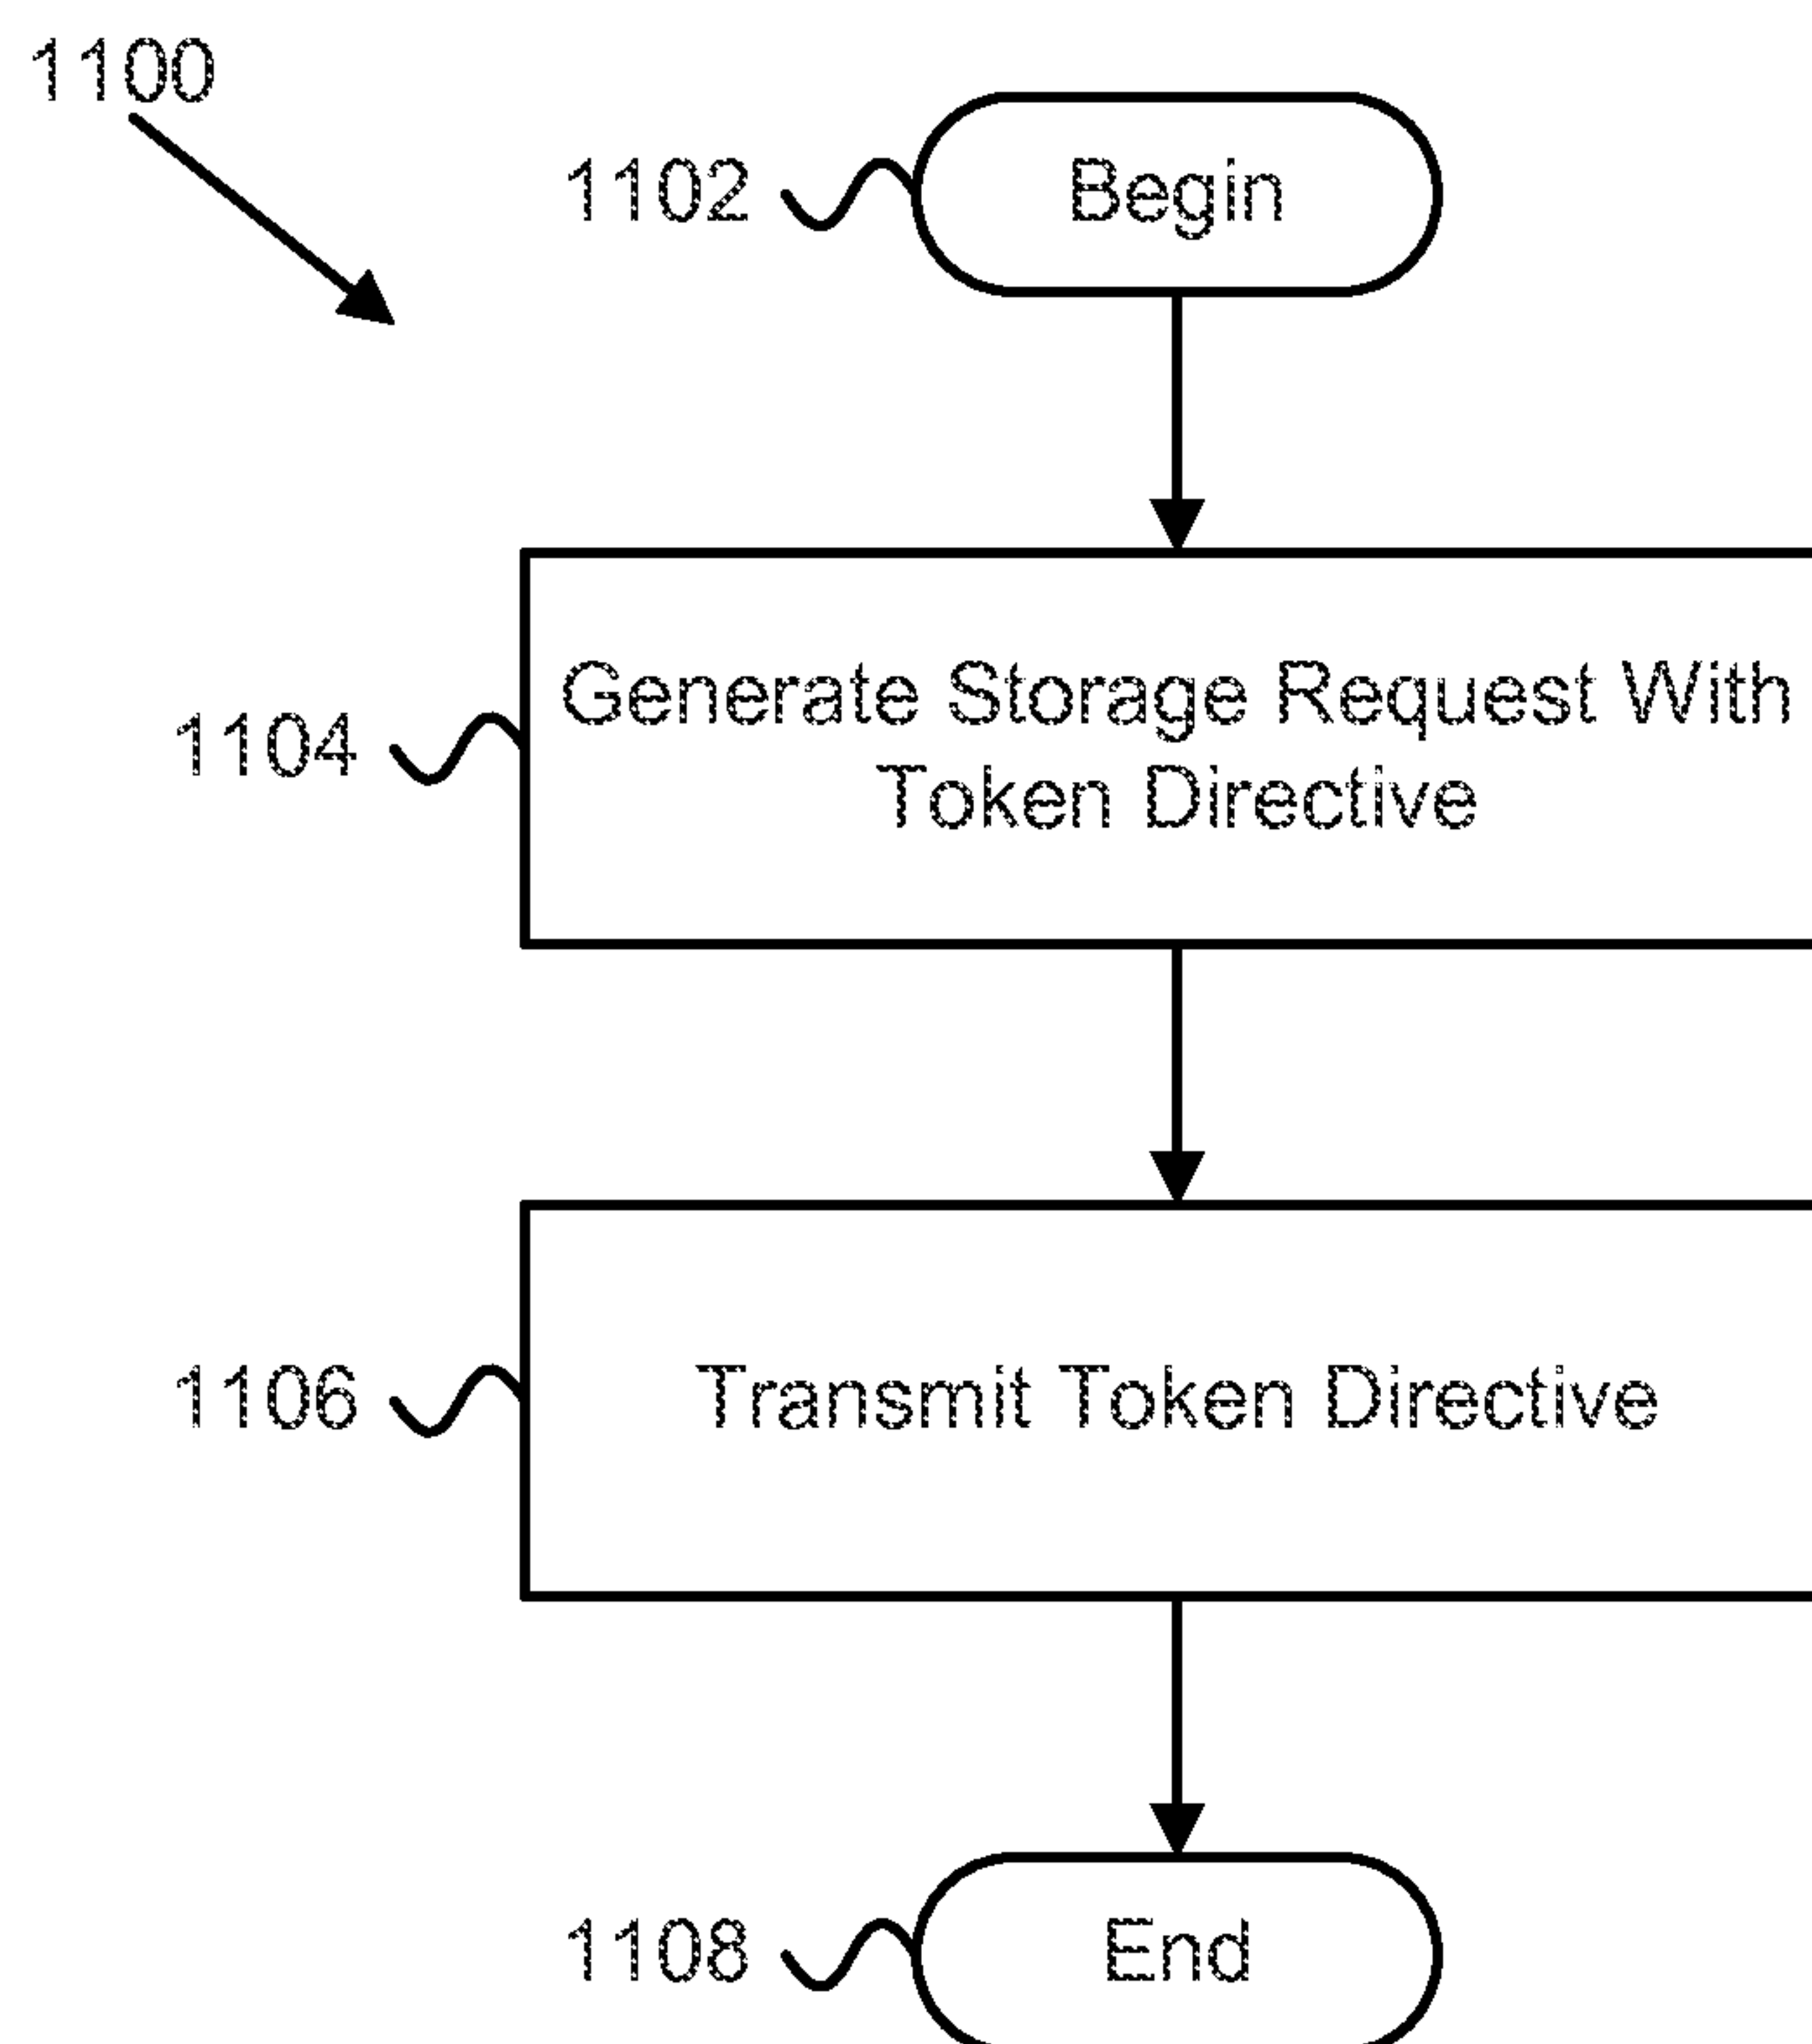 1100
1102
Begin
1104
Generate Storage Request With
Token Directive
1106
Transmit Token Directive
1108
End